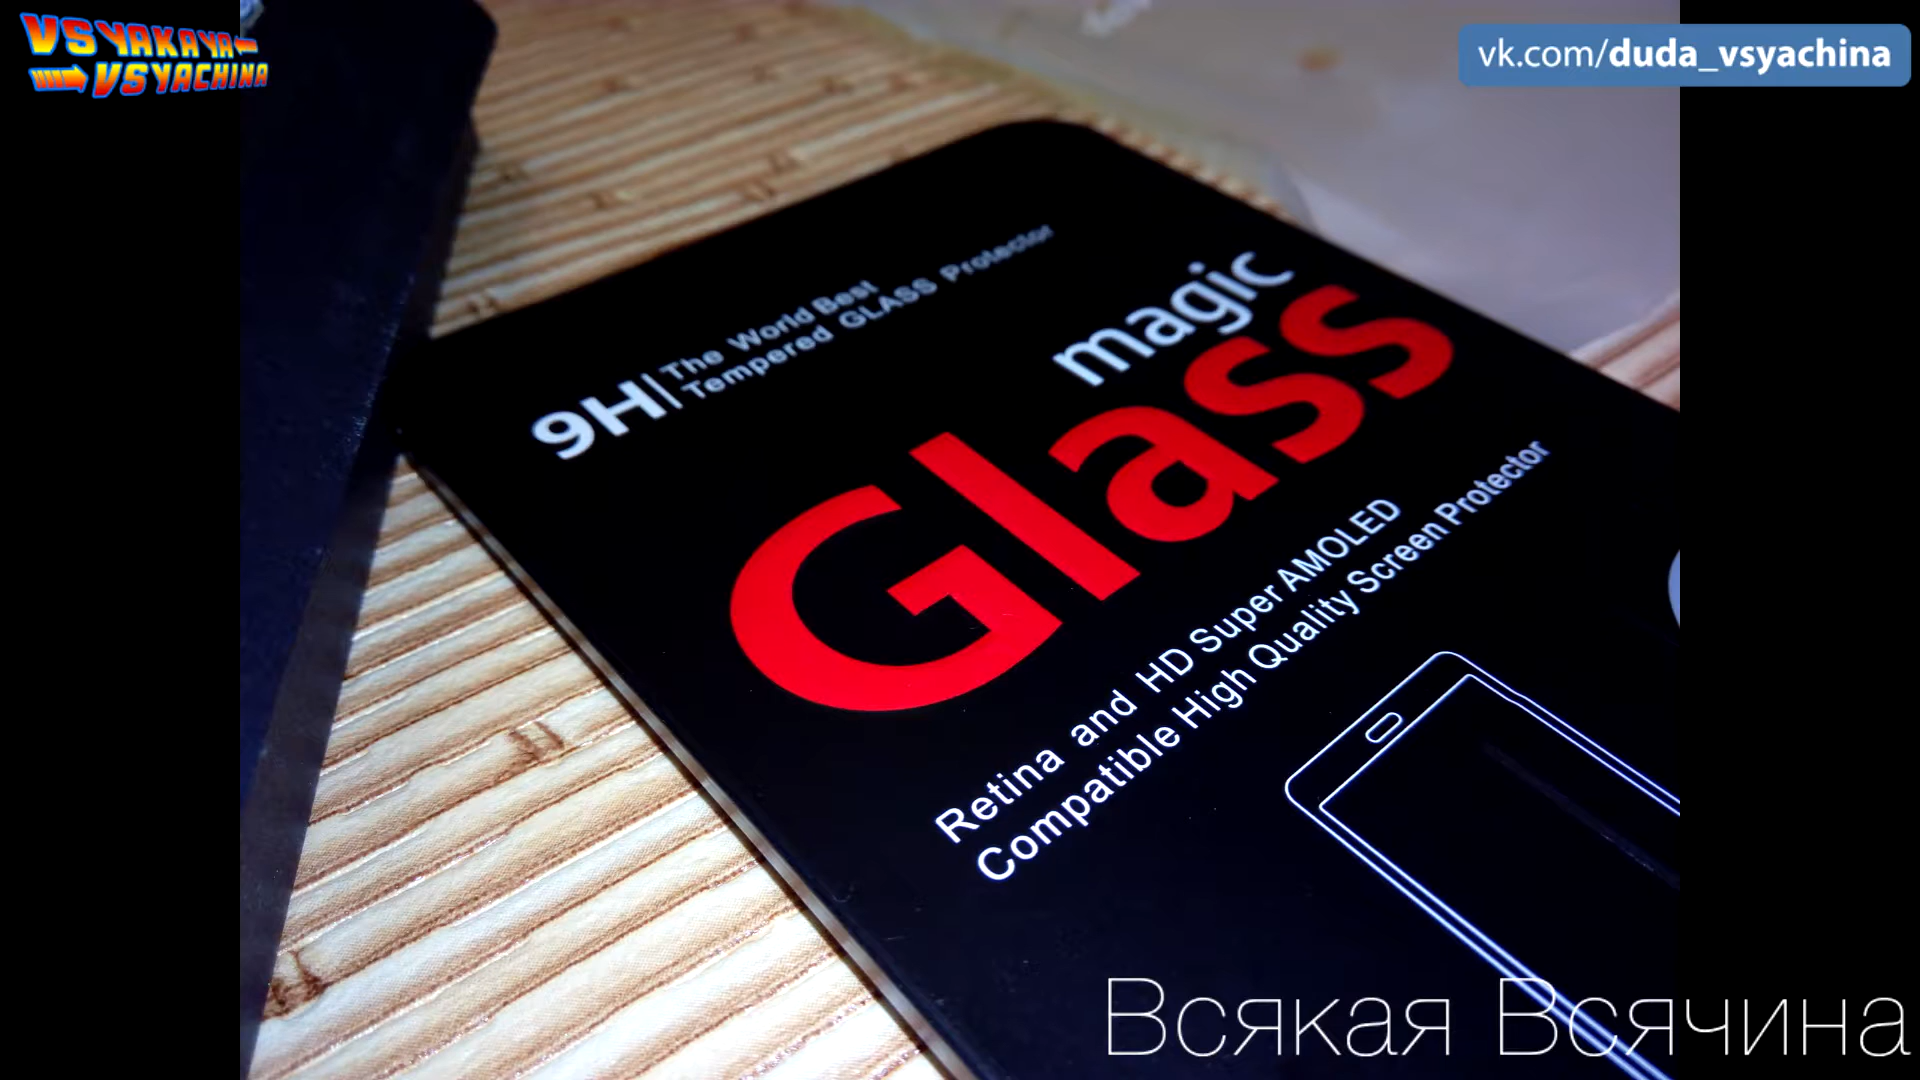 VSYAKAYA
VSYACHINA
vk.com/duda_vsyachina
9H
The World Best
Tempered GLASS Protector
magic
Glass
Retina and HD Super AMOLED
Compatible High Quality Screen Protector
Всякая Всячина